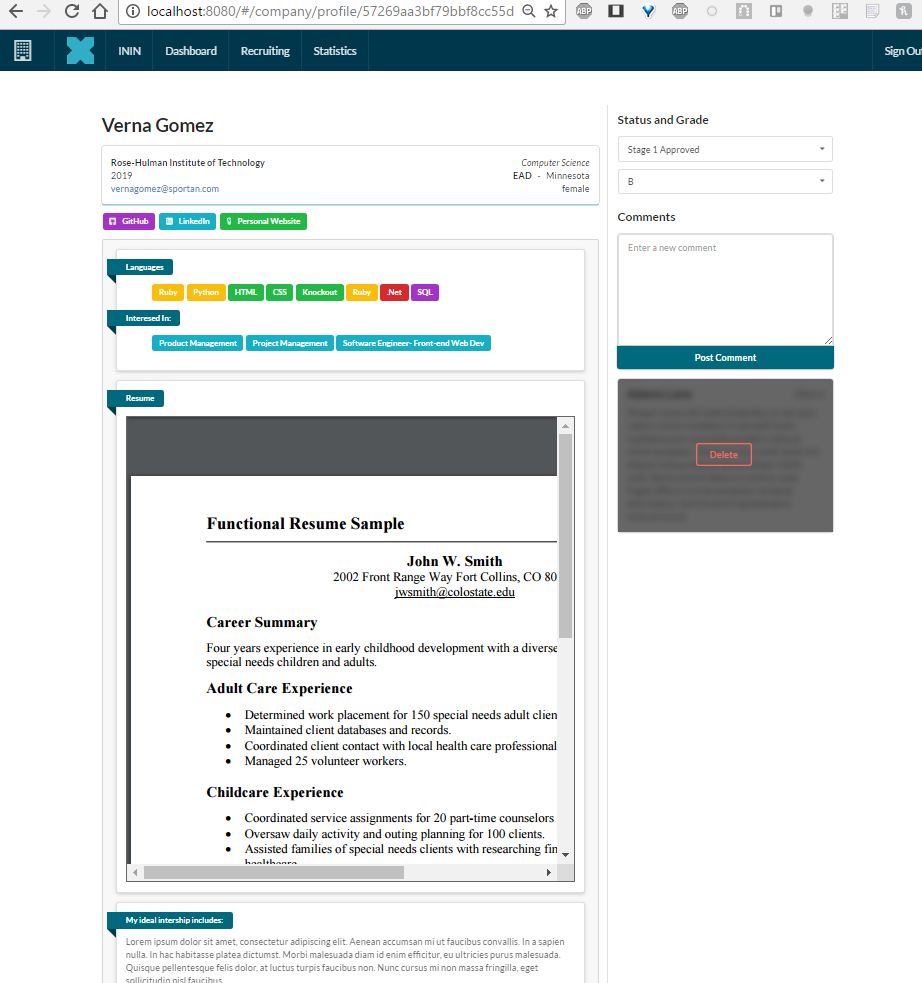 localhost:8080/#/company/profile/57269aa3bf79bbf8cc55d
ABP
ABP
ININ
Dashboard
Recruiting
Statistics
Sign Ou
Verna Gomez
Rose-Hulman Institute of Technology
Computer Science
2019
EAD - Minnesota
vernagomez@sportan.com
female
GitHub
LinkedIn
Personal Website
Languages
Ruby
Python
HTML
CSS
Knockout
Ruby
.Net
SQL
Interesed In:
Product Management
Project Management
Software Engineer- Front-end Web Dev
Resume
Functional Resume Sample
John W. Smith
2002 Front Range Way Fort Collins, CO 80
jwsmith@colostate.edu
Career Summary
Four years experience in early childhood development with a diverse
special needs children and adults.
Adult Care Experience
• Determined work placement for 150 special needs adult clien
• Maintained client databases and records.
• Coordinated client contact with local health care professional
• Managed 25 volunteer workers.
Childcare Experience
• Coordinated service assignments for 20 part-time counselors
• Oversaw daily activity and outing planning for 100 clients.
• Assisted families of special needs clients with researching fin
healthcare
My ideal intership includes:
Lorem ipsum dolor sit amet, consectetur adipiscing elit. Aenean accumsan mi ut faucibus convallis. In a sapien
nulla. In hac habitasse platea dictumst. Morbi malesuada diam id enim efficitur, eu ultricies purus malesuada.
Quisque pellentesque felis dolor, at luctus turpis faucibus non. Nunc cursus mi non massa fringilla, eget
sollicitudin nisl faucibus.
Status and Grade
Stage 1 Approved
B
Comments
Enter a new comment
Post Comment
Delete